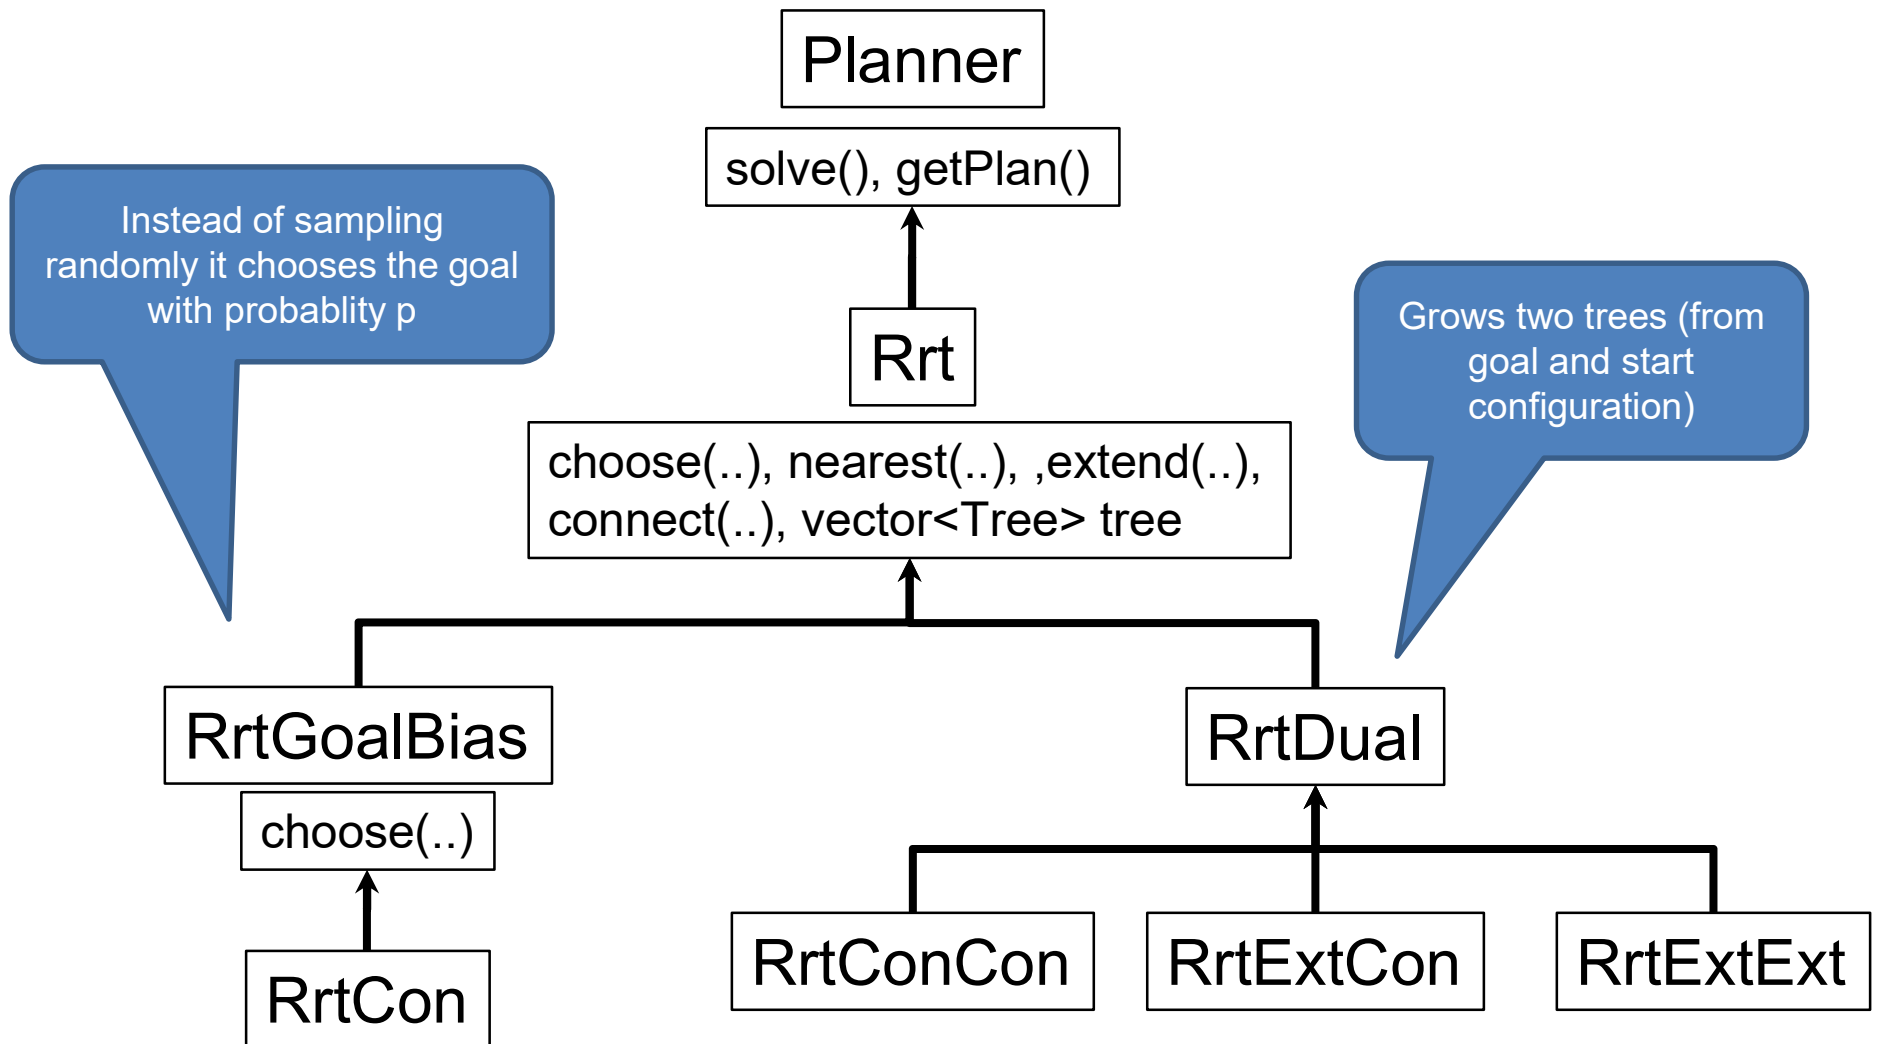 Planner
solve(), getPlan()
Instead of sampling
randomly it chooses the goal
with probablity p
Grows two trees (from
goal and start
configuration)
Rrt
choose(..), nearest(..), ,extend(..),
connect(..), vector<Tree> tree
RrtGoalBias
choose(..)
RrtDual
RrtCon
RrtConCon
RrtExtCon
RrtExtExt